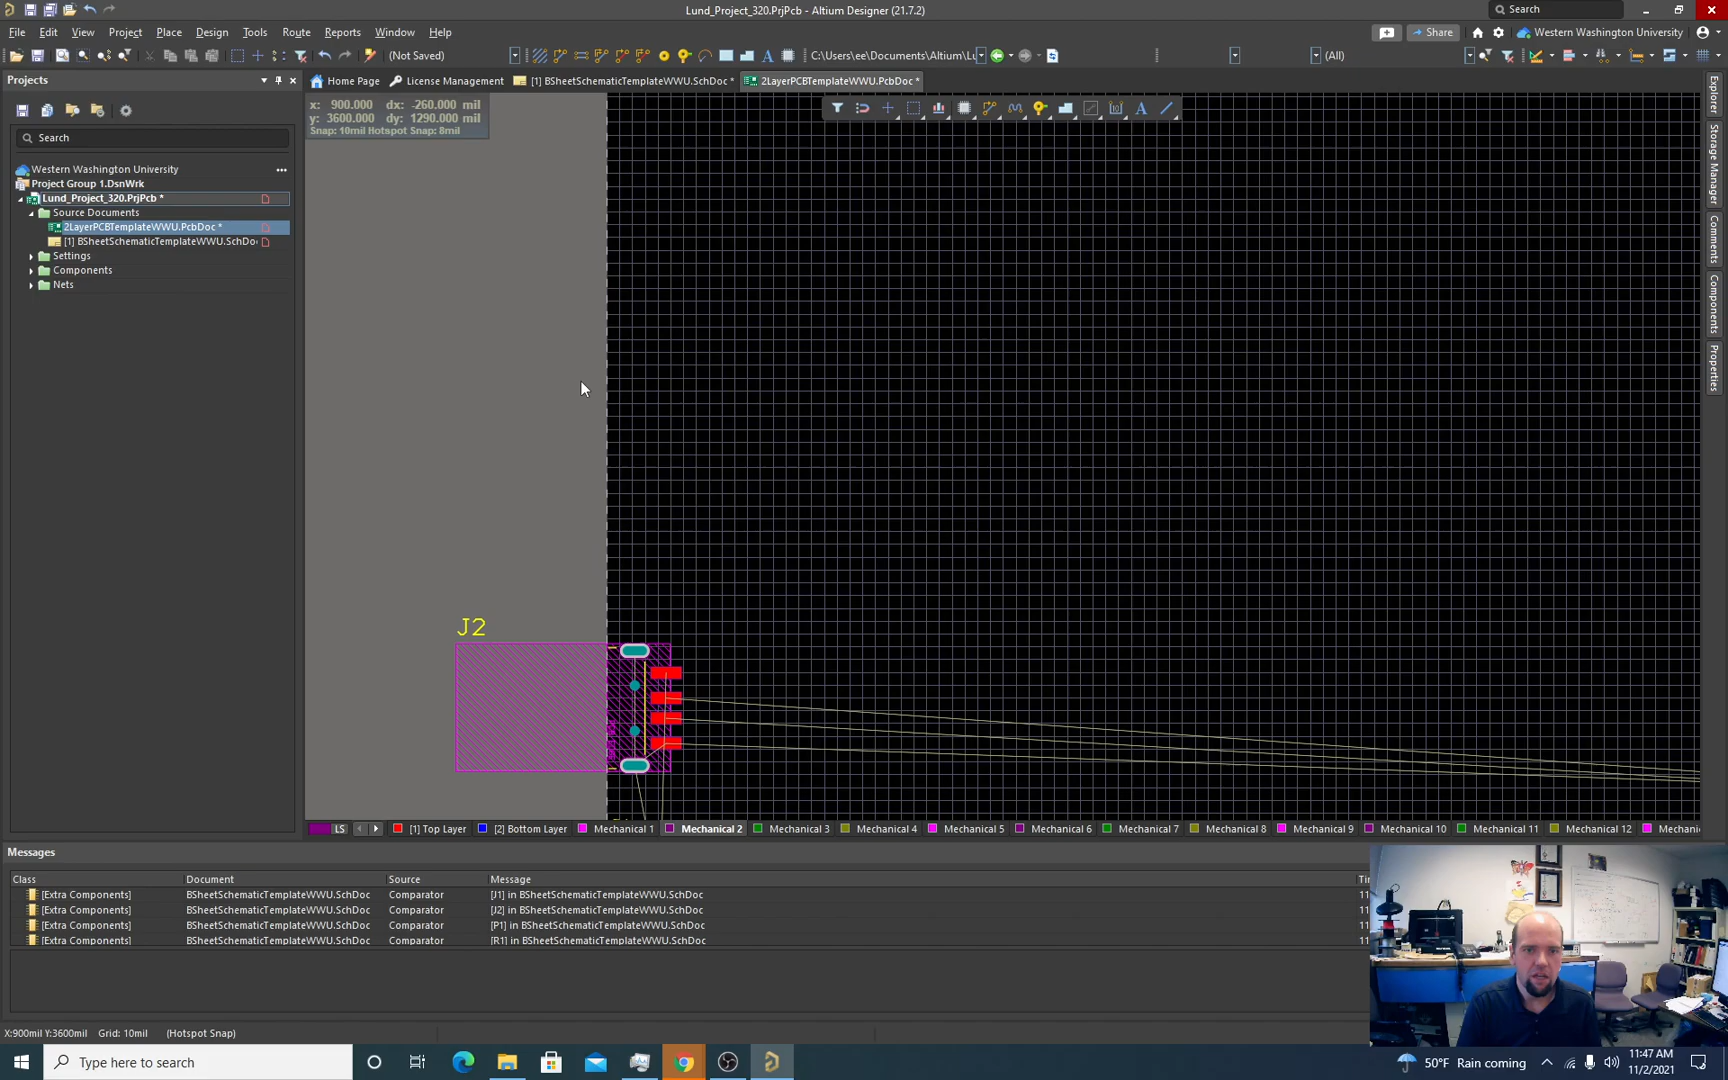 Lund_Project_320.PrjPcb - Altium Designer (21.7.2)
Search
File Edit View Project Place Design Tools Route Reports Window Help
Share
Western Washington University
(Not Saved)
C:\Users\ee\Documents\Altium\Lu
(All)
Projects
Home Page
License Management
[1] BSheetSchematicTemplateWWU.SchDoc *
2LayerPCBTemplateWWU.PcbDoc *
x: 900.000 dx: -260.000 mil
y: 3600.000 dy: 1290.000 mil
Snap: 10mil Hotspot Snap: 8mil
Search
Western Washington University
Project Group 1.DsnWrk
Lund_Project_320.PrjPcb *
Source Documents
2LayerPCBTemplateWWU.PcbDoc *
[1] BSheetSchematicTemplateWWU.SchDo
Settings
Components
Nets
Explorer
Storage Manager
Comments
Components
Properties
J2
LS
[1] Top Layer
[2] Bottom Layer
Mechanical 1
Mechanical 2
Mechanical 3
Mechanical 4
Mechanical 5
Mechanical 6
Mechanical 7
Mechanical 8
Mechanical 9
Mechanical 10
Mechanical 11
Mechanical 12
Mechani
Messages
Class Document Source Message Ti
[Extra Components] BSheetSchematicTemplateWWU.SchDoc Comparator [J1] in BSheetSchematicTemplateWWU.SchDoc 11
[Extra Components] BSheetSchematicTemplateWWU.SchDoc Comparator [J2] in BSheetSchematicTemplateWWU.SchDoc 11
[Extra Components] BSheetSchematicTemplateWWU.SchDoc Comparator [P1] in BSheetSchematicTemplateWWU.SchDoc 11
[Extra Components] BSheetSchematicTemplateWWU.SchDoc Comparator [R1] in BSheetSchematicTemplateWWU.SchDoc 11
X:900mil Y:3600mil Grid: 10mil (Hotspot Snap)
Type here to search
50°F Rain coming
11:47 AM
11/2/2021